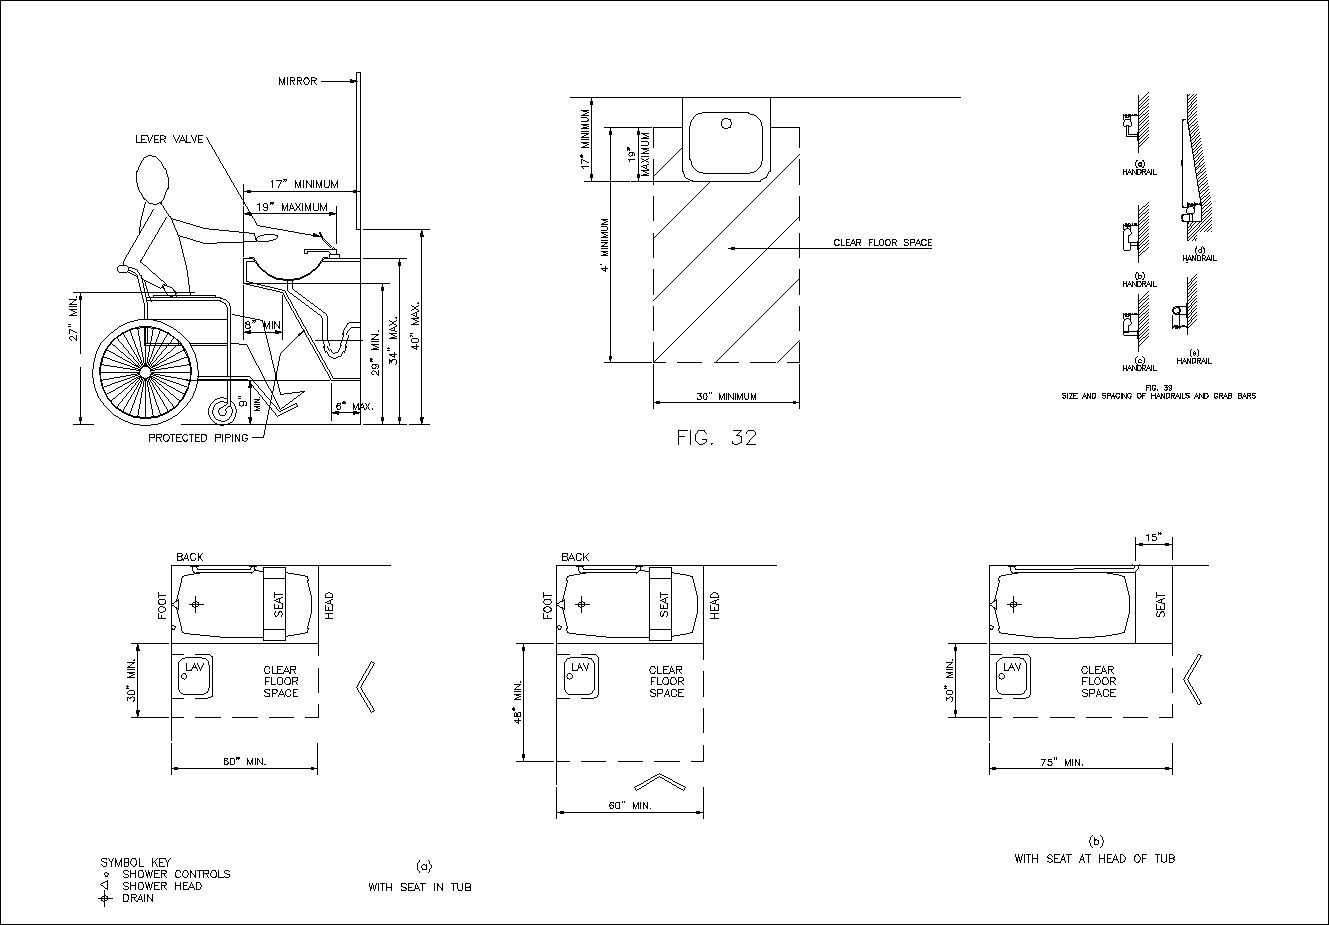 MIRROR
LEVER VALVE
17" MINIMUM
19" MAXIMUM
27" MIN.
8" MIN
29" MIN.
34" MAX.
40" MAX.
9" MIN.
6" MAX.
PROTECTED PIPING
17" MINIMUM
19" MAXIMUM
4' MINIMUM
CLEAR FLOOR SPACE
30" MINIMUM
FIG. 32
(a)
HANDRAIL
(b)
HANDRAIL
(c)
HANDRAIL
(d)
HANDRAIL
(e)
HANDRAIL
FIG. 39
SIZE AND SPACING OF HANDRAILS AND GRAB BARS
BACK
FOOT
SEAT
HEAD
LAV
CLEAR
FLOOR
SPACE
30" MIN.
60" MIN.
BACK
FOOT
SEAT
HEAD
LAV
CLEAR
FLOOR
SPACE
48" MIN.
60" MIN.
15"
SEAT
LAV
CLEAR
FLOOR
SPACE
30" MIN.
75" MIN.
SYMBOL KEY
SHOWER CONTROLS
SHOWER HEAD
DRAIN
(a)
WITH SEAT IN TUB
(b)
WITH SEAT AT HEAD OF TUB